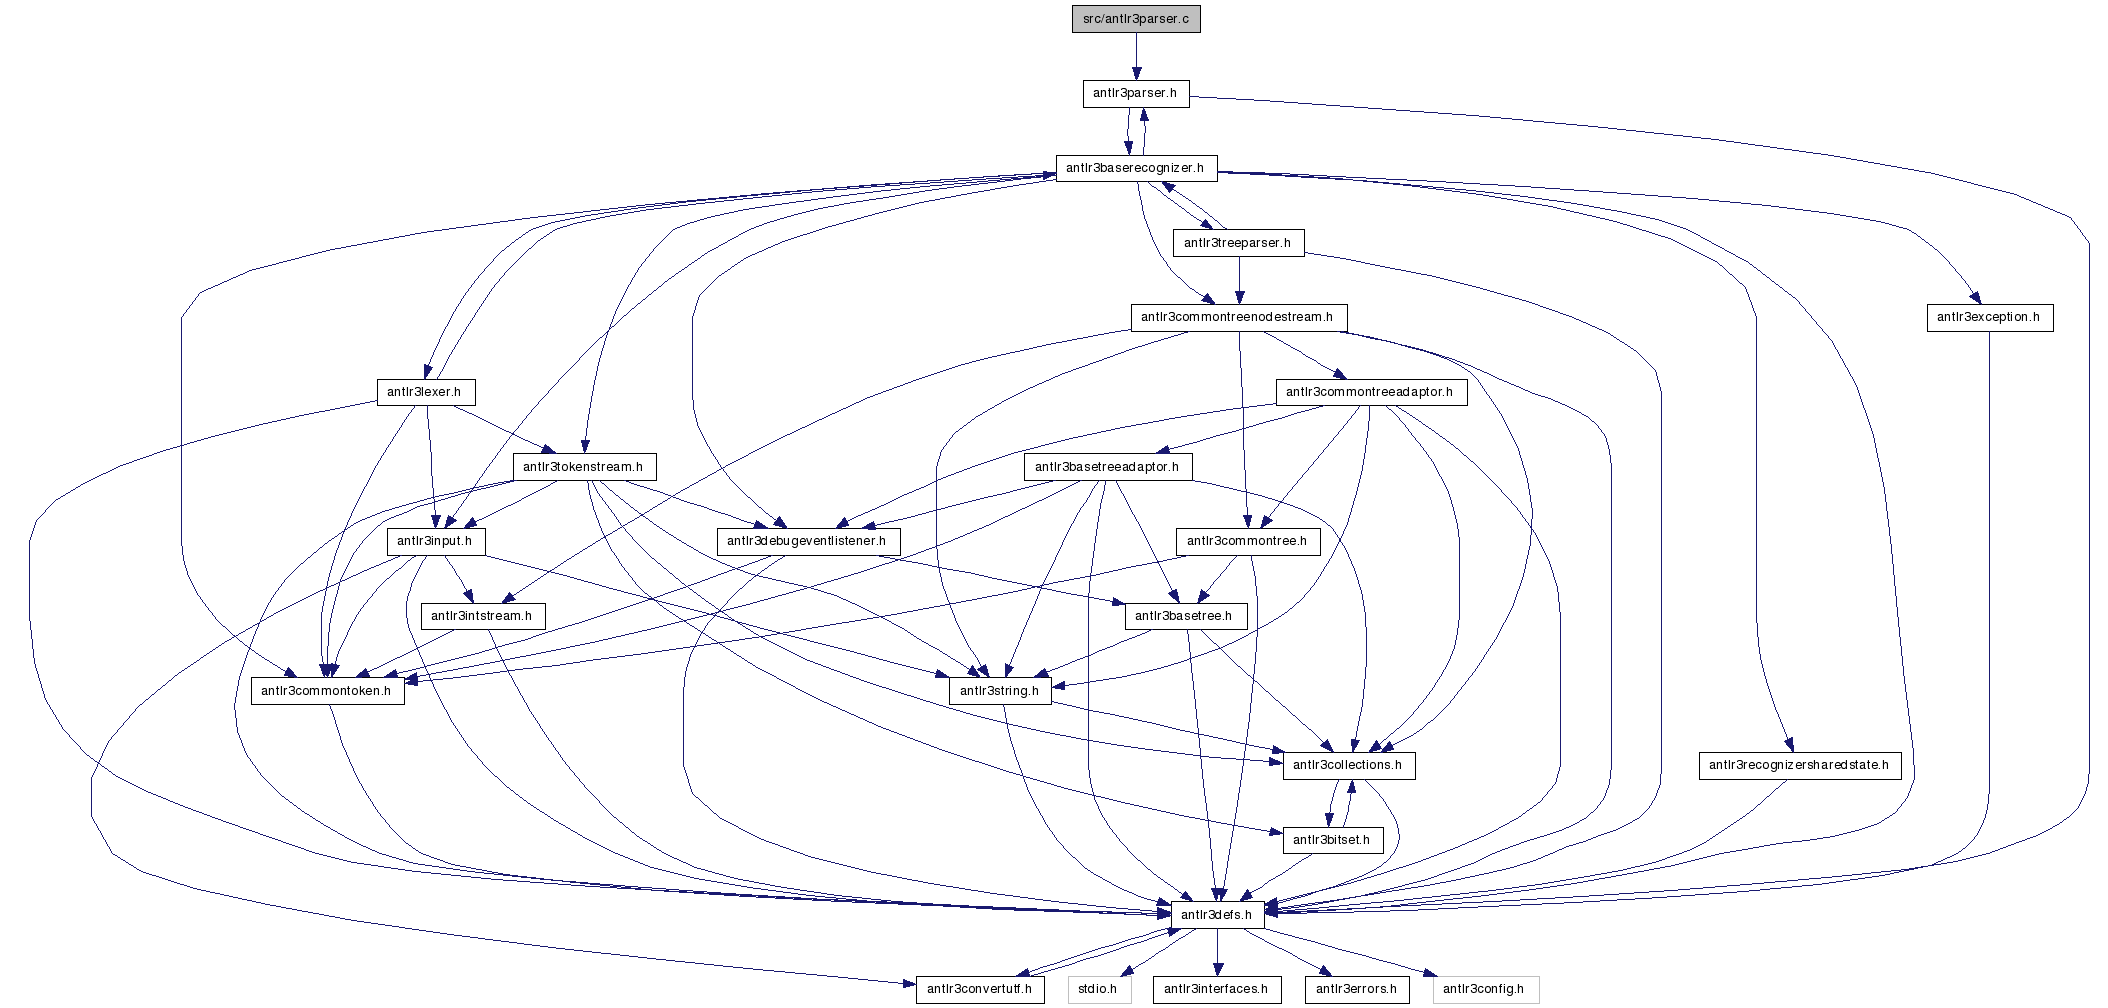 src/antlr3parser.c
antlr3parser.h
antlr3baserecognizer.h
antlr3treeparser.h
antlr3commontreenodestream.h
antlr3exception.h
antlr3lexer.h
antlr3commontreeadaptor.h
antlr3tokenstream.h
antlr3basetreeadaptor.h
antlr3input.h
antlr3debugeventlistener.h
antlr3commontree.h
antlr3intstream.h
antlr3basetree.h
antlr3commontoken.h
antlr3string.h
antlr3collections.h
antlr3recognizersharedstate.h
antlr3bitset.h
antlr3defs.h
antlr3convertutf.h
stdio.h
antlr3interfaces.h
antlr3errors.h
antlr3config.h